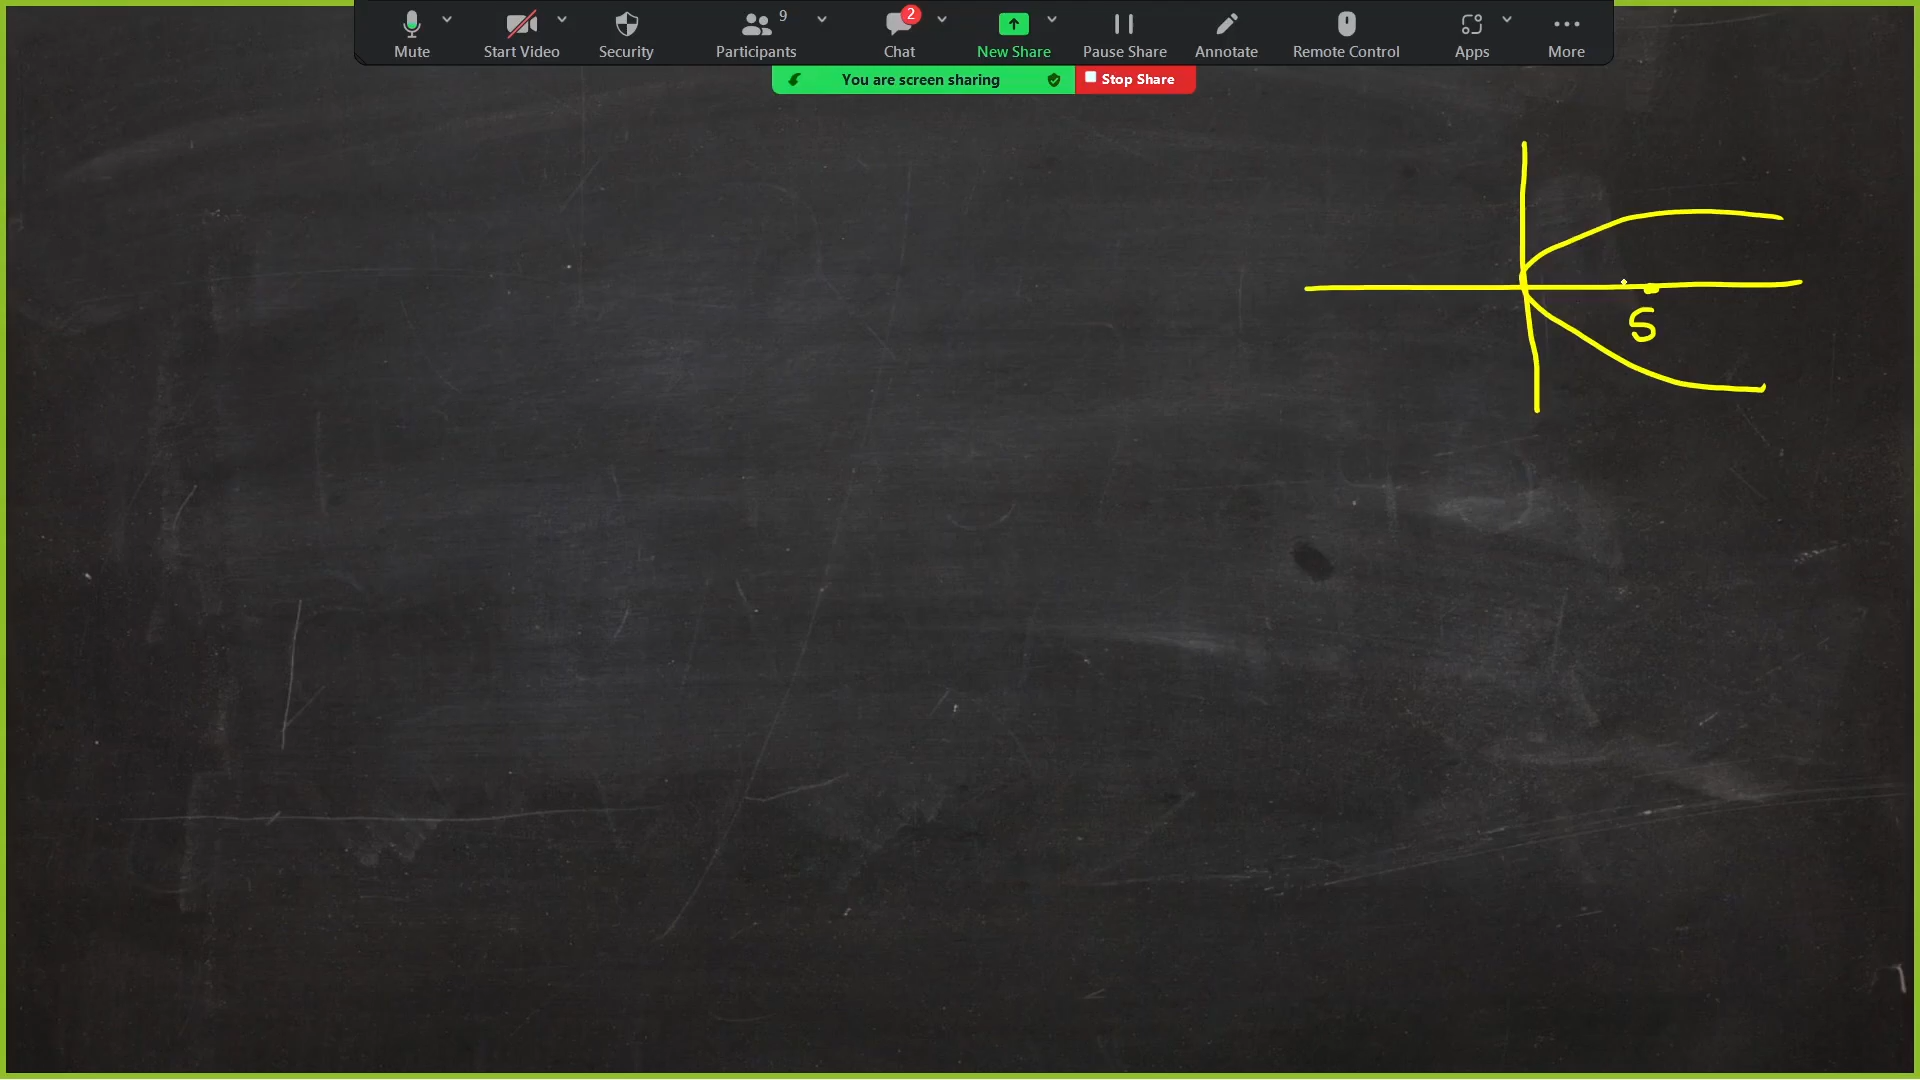 9
2
Mute
Start Video
Security
Participants
Chat
New Share
Pause Share
Annotate
Remote Control
Apps
More
You are screen sharing
Stop Share
S